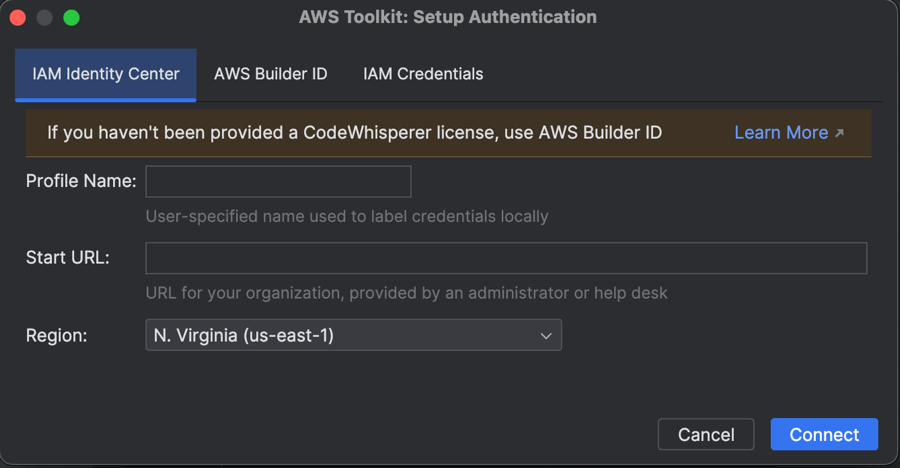 AWS Toolkit: Setup Authentication
IAM Identity Center AWS Builder ID IAM Credentials
If you haven't been provided a CodeWhisperer license, use AWS Builder ID Learn More ↗
Profile Name:
User-specified name used to label credentials locally
Start URL:
URL for your organization, provided by an administrator or help desk
Region: N. Virginia (us-east-1)
Cancel Connect